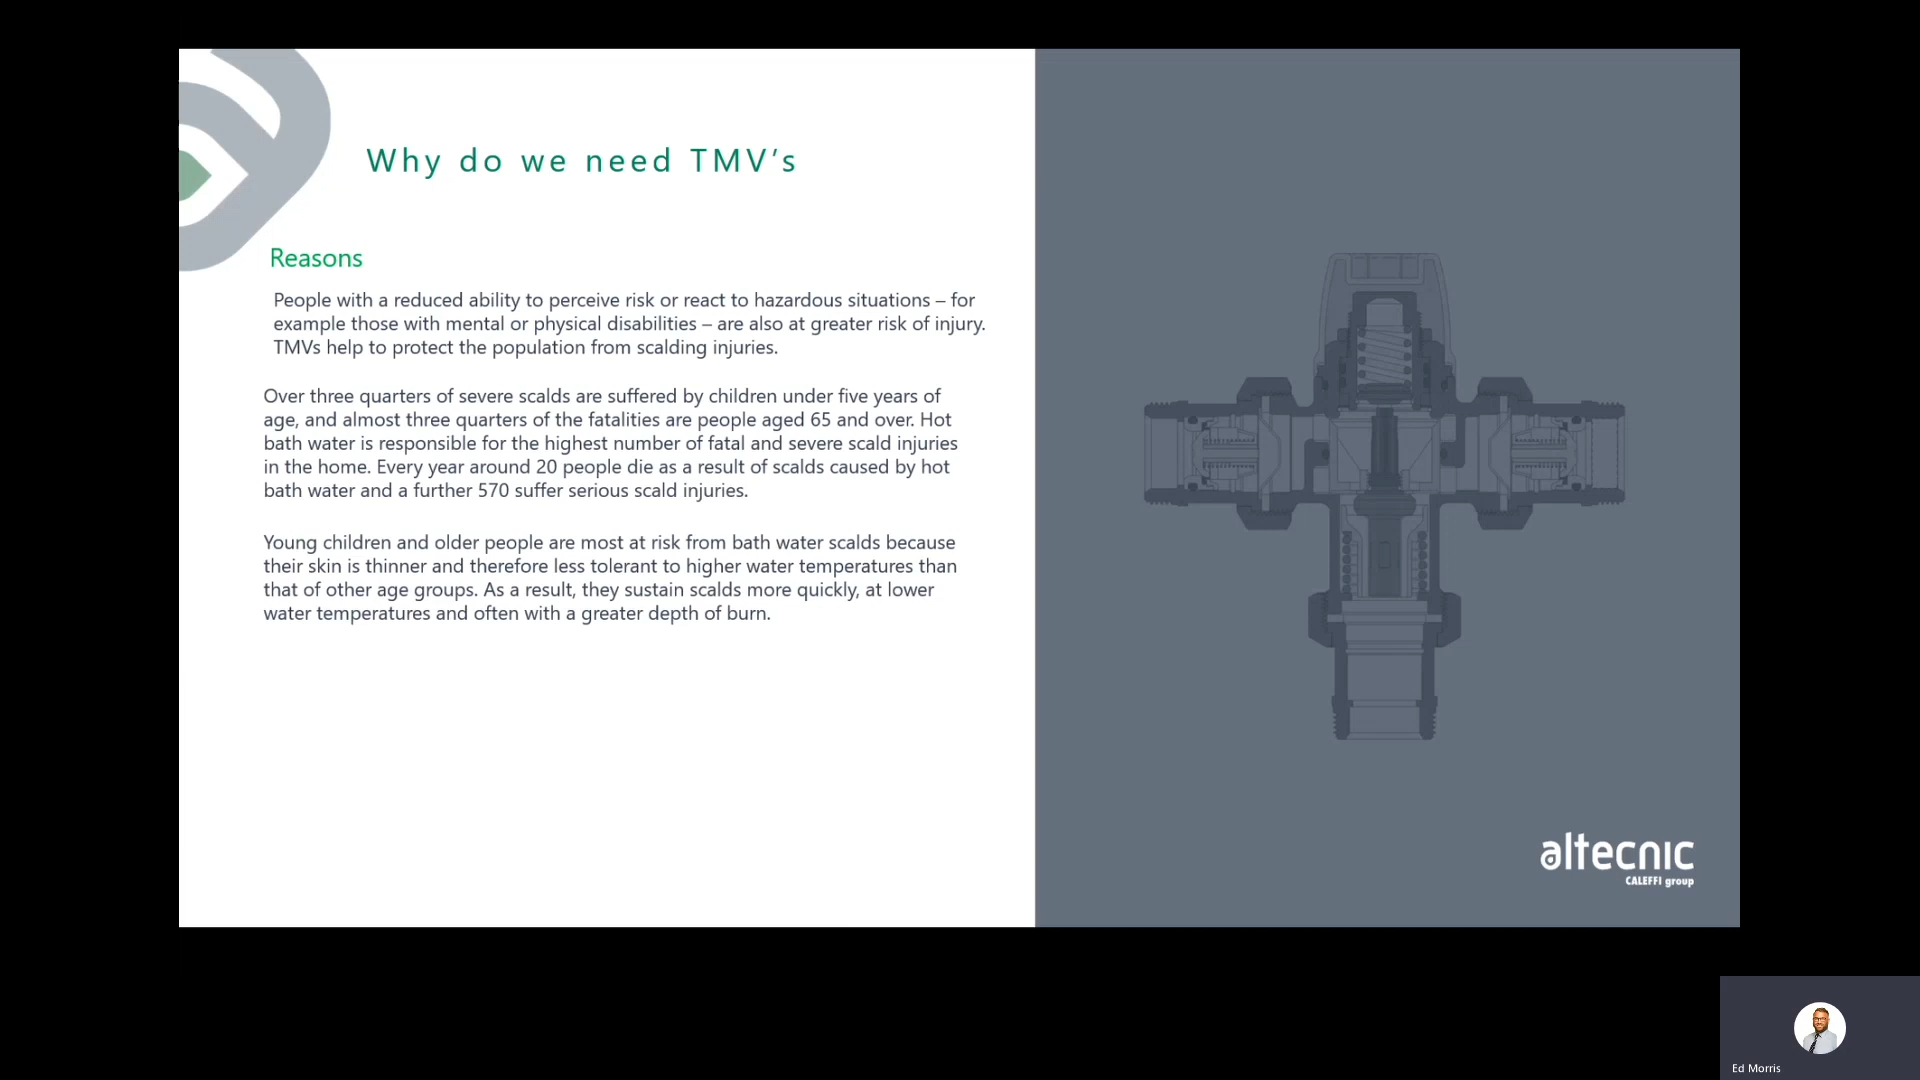 Why do we need TMV’s
Reasons
People with a reduced ability to perceive risk or react to hazardous situations – for
example those with mental or physical disabilities – are also at greater risk of injury.
TMVs help to protect the population from scalding injuries.
Over three quarters of severe scalds are suffered by children under five years of
age, and almost three quarters of the fatalities are people aged 65 and over. Hot
bath water is responsible for the highest number of fatal and severe scald injuries
in the home. Every year around 20 people die as a result of scalds caused by hot
bath water and a further 570 suffer serious scald injuries.
Young children and older people are most at risk from bath water scalds because
their skin is thinner and therefore less tolerant to higher water temperatures than
that of other age groups. As a result, they sustain scalds more quickly, at lower
water temperatures and often with a greater depth of burn.
altecnic
CALEFFI group
Ed Morris